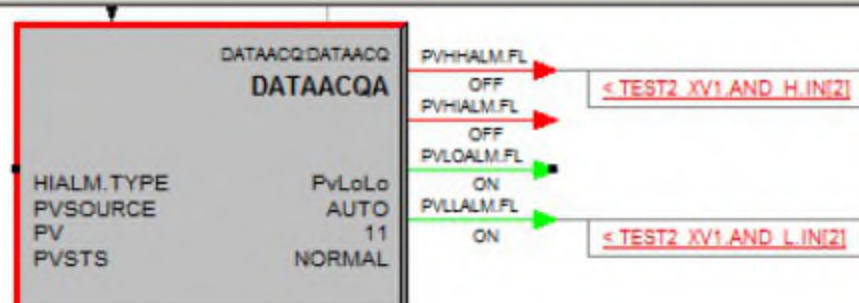 DATAACQ:DATAACQ
DATAACQA
HIALM.TYPE PvLoLo
PVSOURCE AUTO
PV 11
PVSTS NORMAL
PVHHALM.FL
OFF
PVHIALM.FL
OFF
PVLOALM.FL
ON
PVLLALM.FL
ON
< TEST2_XV1.AND_H.IN[2]
< TEST2_XV1.AND_L.IN[2]